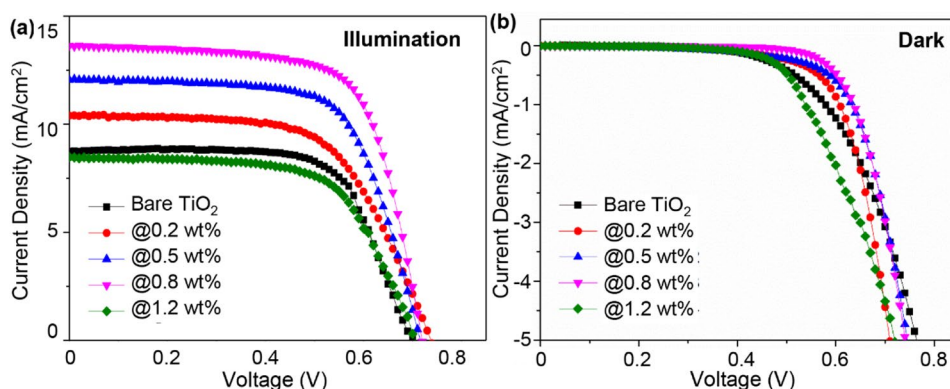 (a)
Illumination
Current Density (mA/cm²)
15
10
5
0
Bare TiO₂
@0.2 wt%
@0.5 wt%
@0.8 wt%
@1.2 wt%
0 0.2 0.4 0.6 0.8
Voltage (V)
(b)
Dark
Current Density (mA/cm²)
0
-1
-2
-3
-4
-5
Bare TiO₂
@0.2 wt%
@0.5 wt%
@0.8 wt%
@1.2 wt%
0 0.2 0.4 0.6 0.8
Voltage (V)